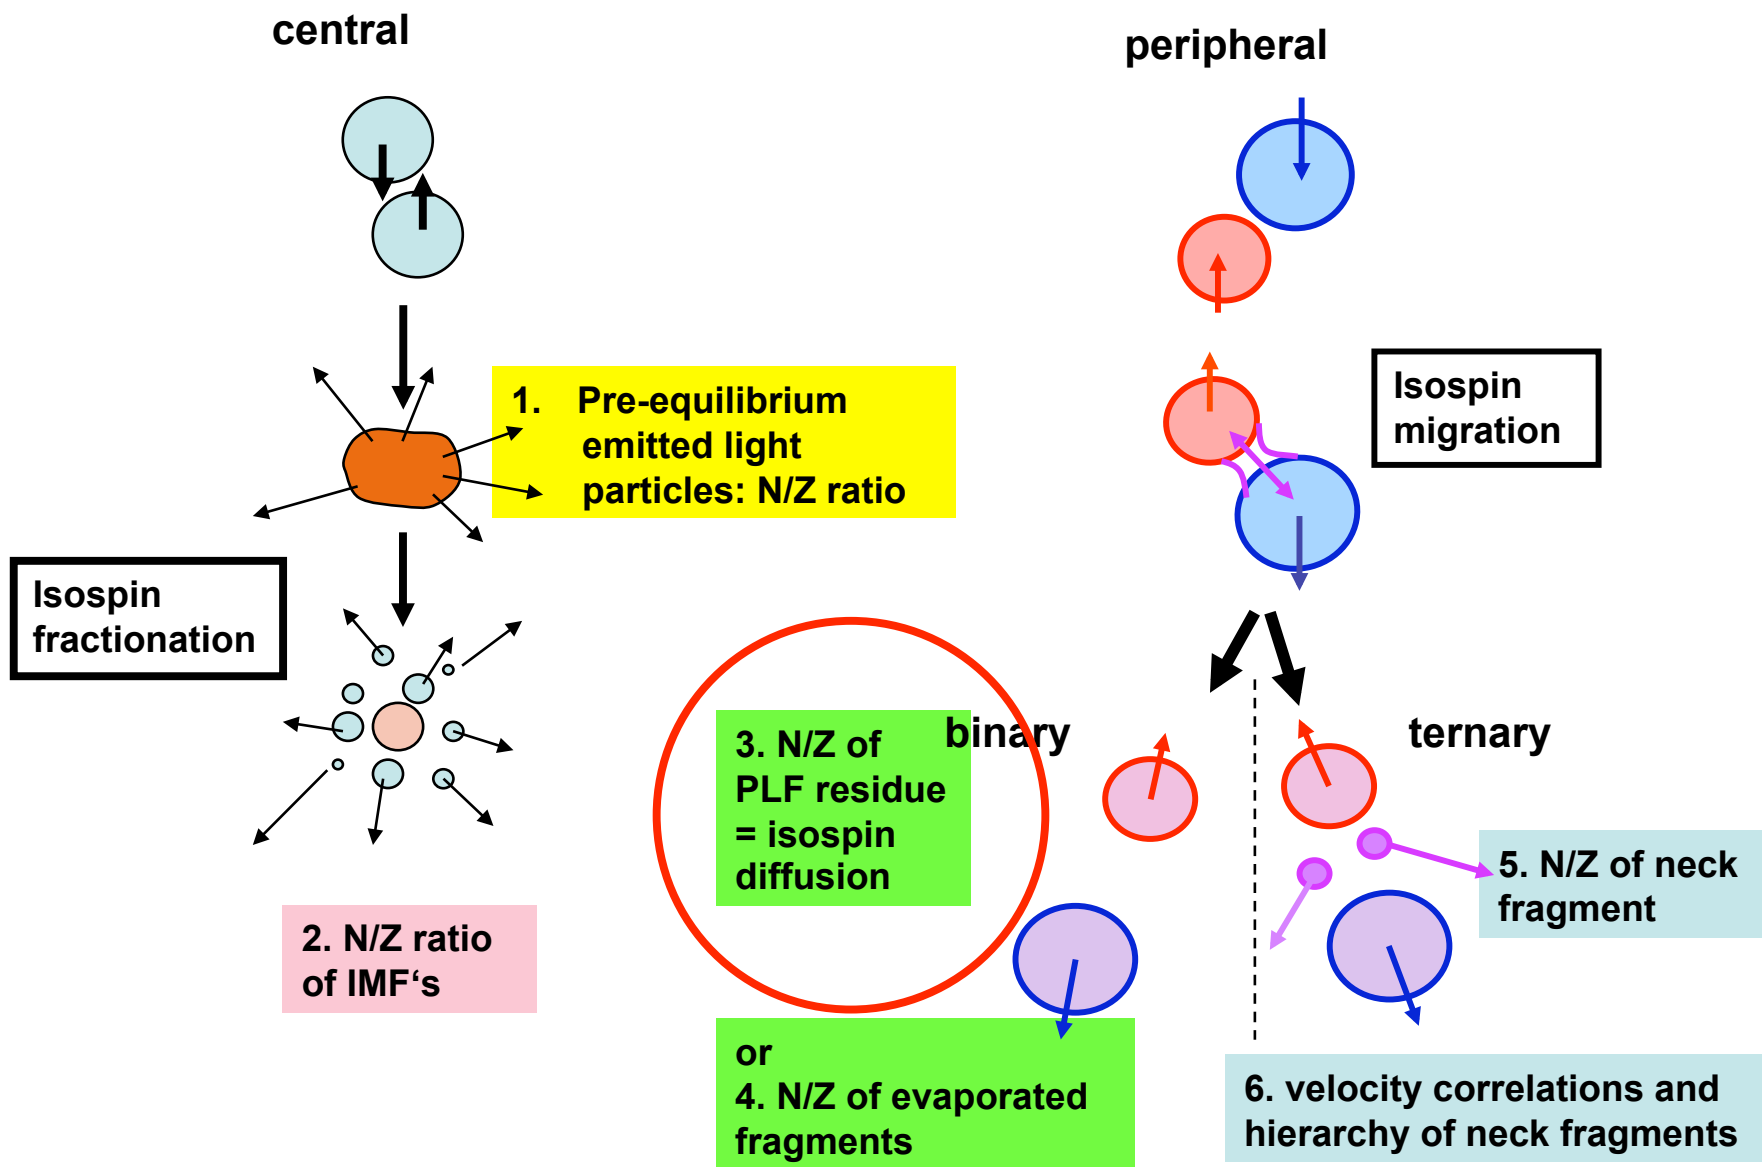 central
peripheral
1. Pre-equilibrium
emitted light
particles: N/Z ratio
Isospin
migration
Isospin
fractionation
binary
ternary
3. N/Z of
PLF residue
= isospin
diffusion
5. N/Z of neck
fragment
2. N/Z ratio
of IMF‘s
or
4. N/Z of evaporated
fragments
6. velocity correlations and
hierarchy of neck fragments